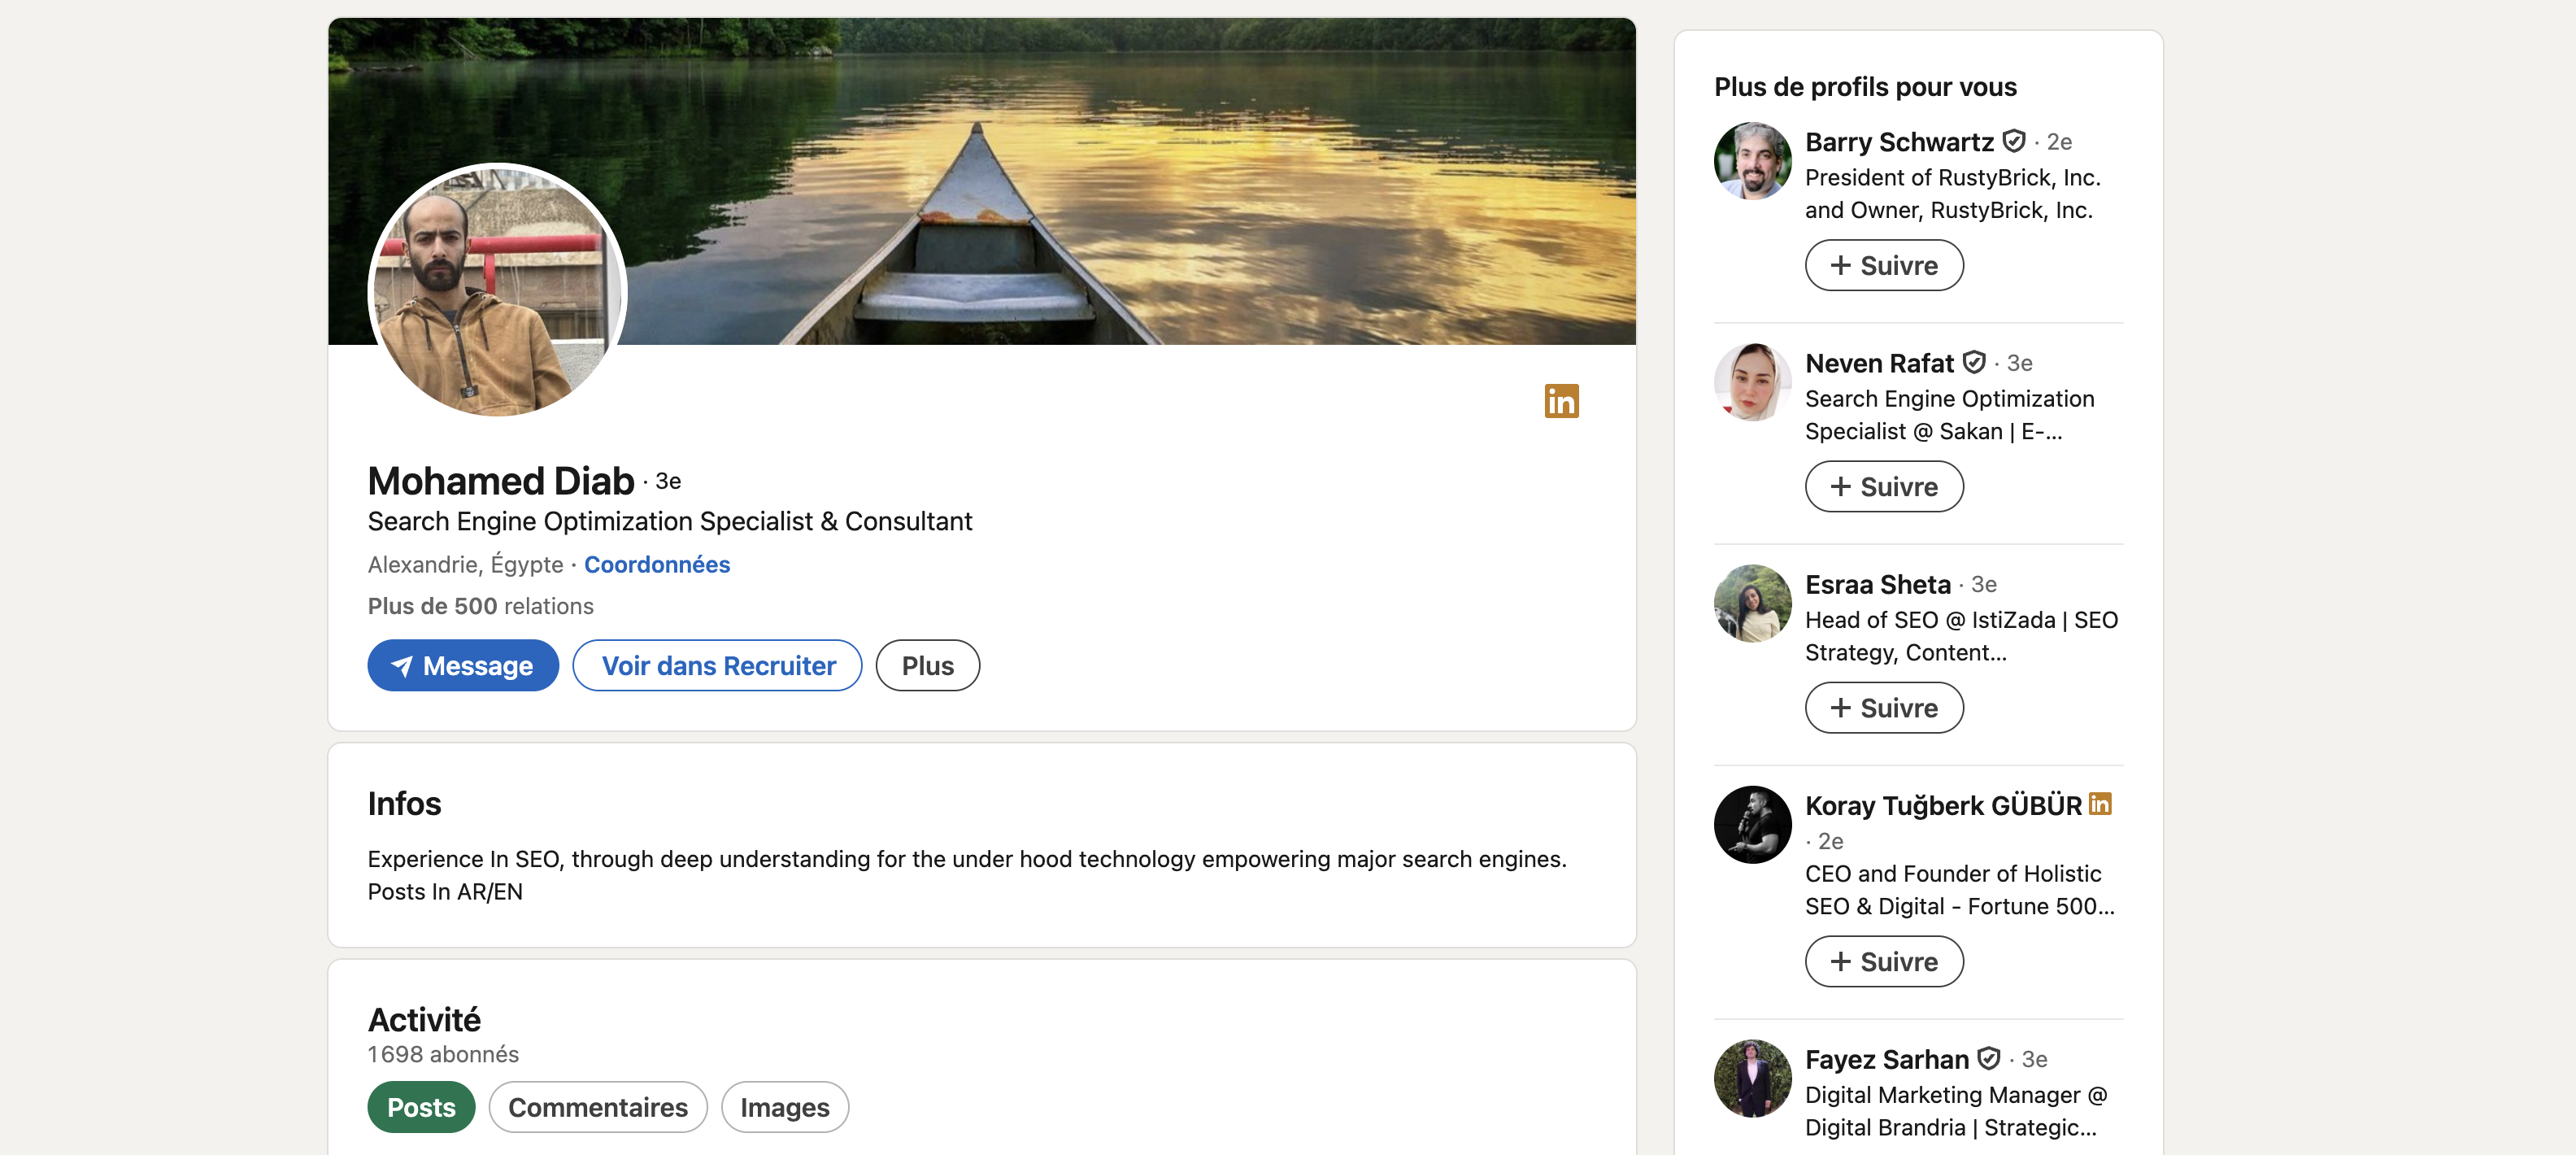 Mohamed Diab · 3e
Search Engine Optimization Specialist & Consultant
Alexandrie, Égypte · Coordonnées
Plus de 500 relations
Message
Voir dans Recruiter
Plus
Infos
Experience In SEO, through deep understanding for the under hood technology empowering major search engines.
Posts In AR/EN
Activité
1 698 abonnés
Posts
Commentaires
Images
Plus de profils pour vous
Barry Schwartz · 2e
President of RustyBrick, Inc.
and Owner, RustyBrick, Inc.
+ Suivre
Neven Rafat · 3e
Search Engine Optimization
Specialist @ Sakan | E-...
+ Suivre
Esraa Sheta · 3e
Head of SEO @ IstiZada | SEO
Strategy, Content...
+ Suivre
Koray Tuğberk GÜBÜR in
· 2e
CEO and Founder of Holistic
SEO & Digital - Fortune 500...
+ Suivre
Fayez Sarhan · 3e
Digital Marketing Manager @
Digital Brandria | Strategic...
in